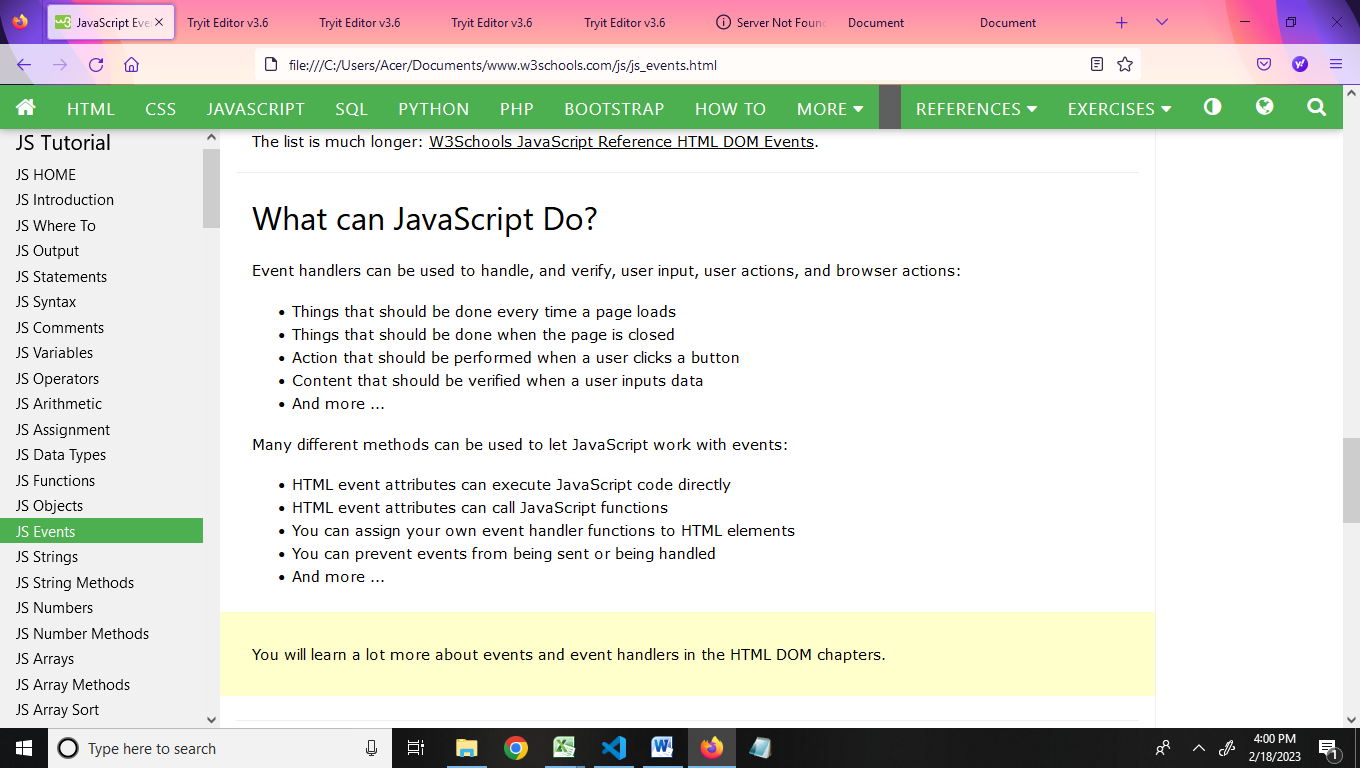 JavaScript Eve
Tryit Editor v3.6
Tryit Editor v3.6
Tryit Editor v3.6
Tryit Editor v3.6
Server Not Foun
Document
Document
file:///C:/Users/Acer/Documents/www.w3schools.com/js/js_events.html
HTML CSS JAVASCRIPT SQL PYTHON PHP BOOTSTRAP HOW TO MORE REFERENCES EXERCISES
JS Tutorial
JS HOME
JS Introduction
JS Where To
JS Output
JS Statements
JS Syntax
JS Comments
JS Variables
JS Operators
JS Arithmetic
JS Assignment
JS Data Types
JS Functions
JS Objects
JS Events
JS Strings
JS String Methods
JS Numbers
JS Number Methods
JS Arrays
JS Array Methods
JS Array Sort
The list is much longer: W3Schools JavaScript Reference HTML DOM Events.
What can JavaScript Do?
Event handlers can be used to handle, and verify, user input, user actions, and browser actions:
• Things that should be done every time a page loads
• Things that should be done when the page is closed
• Action that should be performed when a user clicks a button
• Content that should be verified when a user inputs data
• And more ...
Many different methods can be used to let JavaScript work with events:
• HTML event attributes can execute JavaScript code directly
• HTML event attributes can call JavaScript functions
• You can assign your own event handler functions to HTML elements
• You can prevent events from being sent or being handled
• And more ...
You will learn a lot more about events and event handlers in the HTML DOM chapters.
Type here to search
4:00 PM
2/18/2023
1